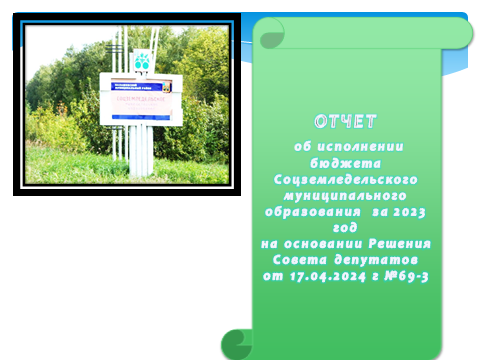 ОТЧЕТ
об исполнении
бюджета
Соцземледельского
муниципального
образования за 2023
год
на основании Решения
Совета депутатов
от 17.04.2024 г №69-3